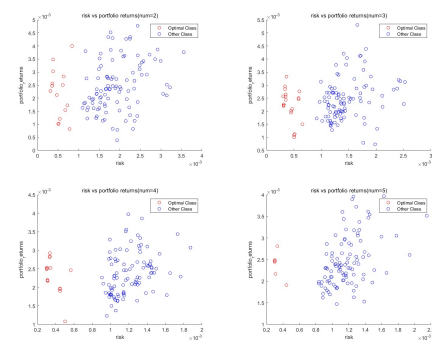 risk vs portfolio returns(num=2)
×10⁻³
Optimal Class
Other Class
portfolio_returns
5
4.5
4
3.5
3
2.5
2
1.5
1
0.5
0
0 0.5 1 1.5 2 2.5 3 3.5 4
risk
×10⁻³
risk vs portfolio returns(num=3)
×10⁻³
Optimal Class
Other Class
portfolio_returns
5.5
5
4.5
4
3.5
3
2.5
2
1.5
1
0.5
0 0.5 1 1.5 2 2.5 3
risk
×10⁻³
risk vs portfolio returns(num=4)
×10⁻³
Optimal Class
Other Class
portfolio_returns
4.5
4
3.5
3
2.5
2
1.5
1
0.2 0.4 0.6 0.8 1 1.2 1.4 1.6 1.8 2
risk
×10⁻³
risk vs portfolio returns(num=5)
×10⁻³
Optimal Class
Other Class
portfolio_returns
4
3.5
3
2.5
2
1.5
1
0.2 0.4 0.6 0.8 1 1.2 1.4 1.6 1.8 2
risk
×10⁻³